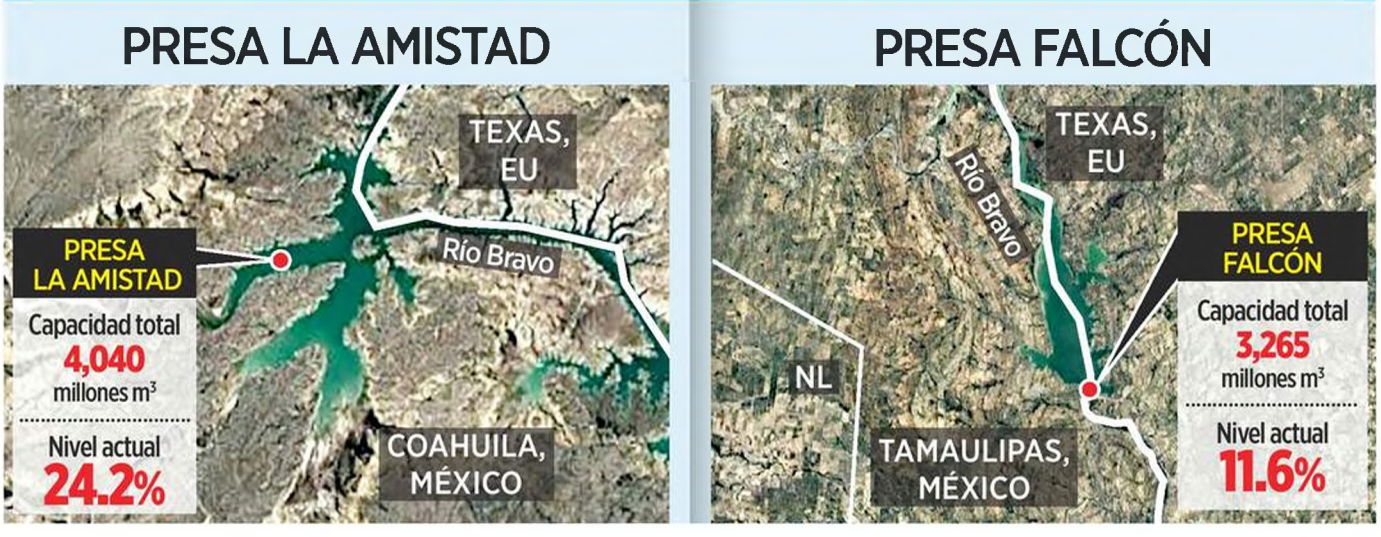 PRESA LA AMISTAD
TEXAS,
EU
Río Bravo
PRESA
LA AMISTAD
Capacidad total
4,040
millones m³
Nivel actual
24.2%
COAHUILA,
MÉXICO
PRESA FALCÓN
TEXAS,
EU
Río Bravo
PRESA
FALCÓN
Capacidad total
3,265
millones m³
Nivel actual
11.6%
NL
TAMAULIPAS,
MÉXICO